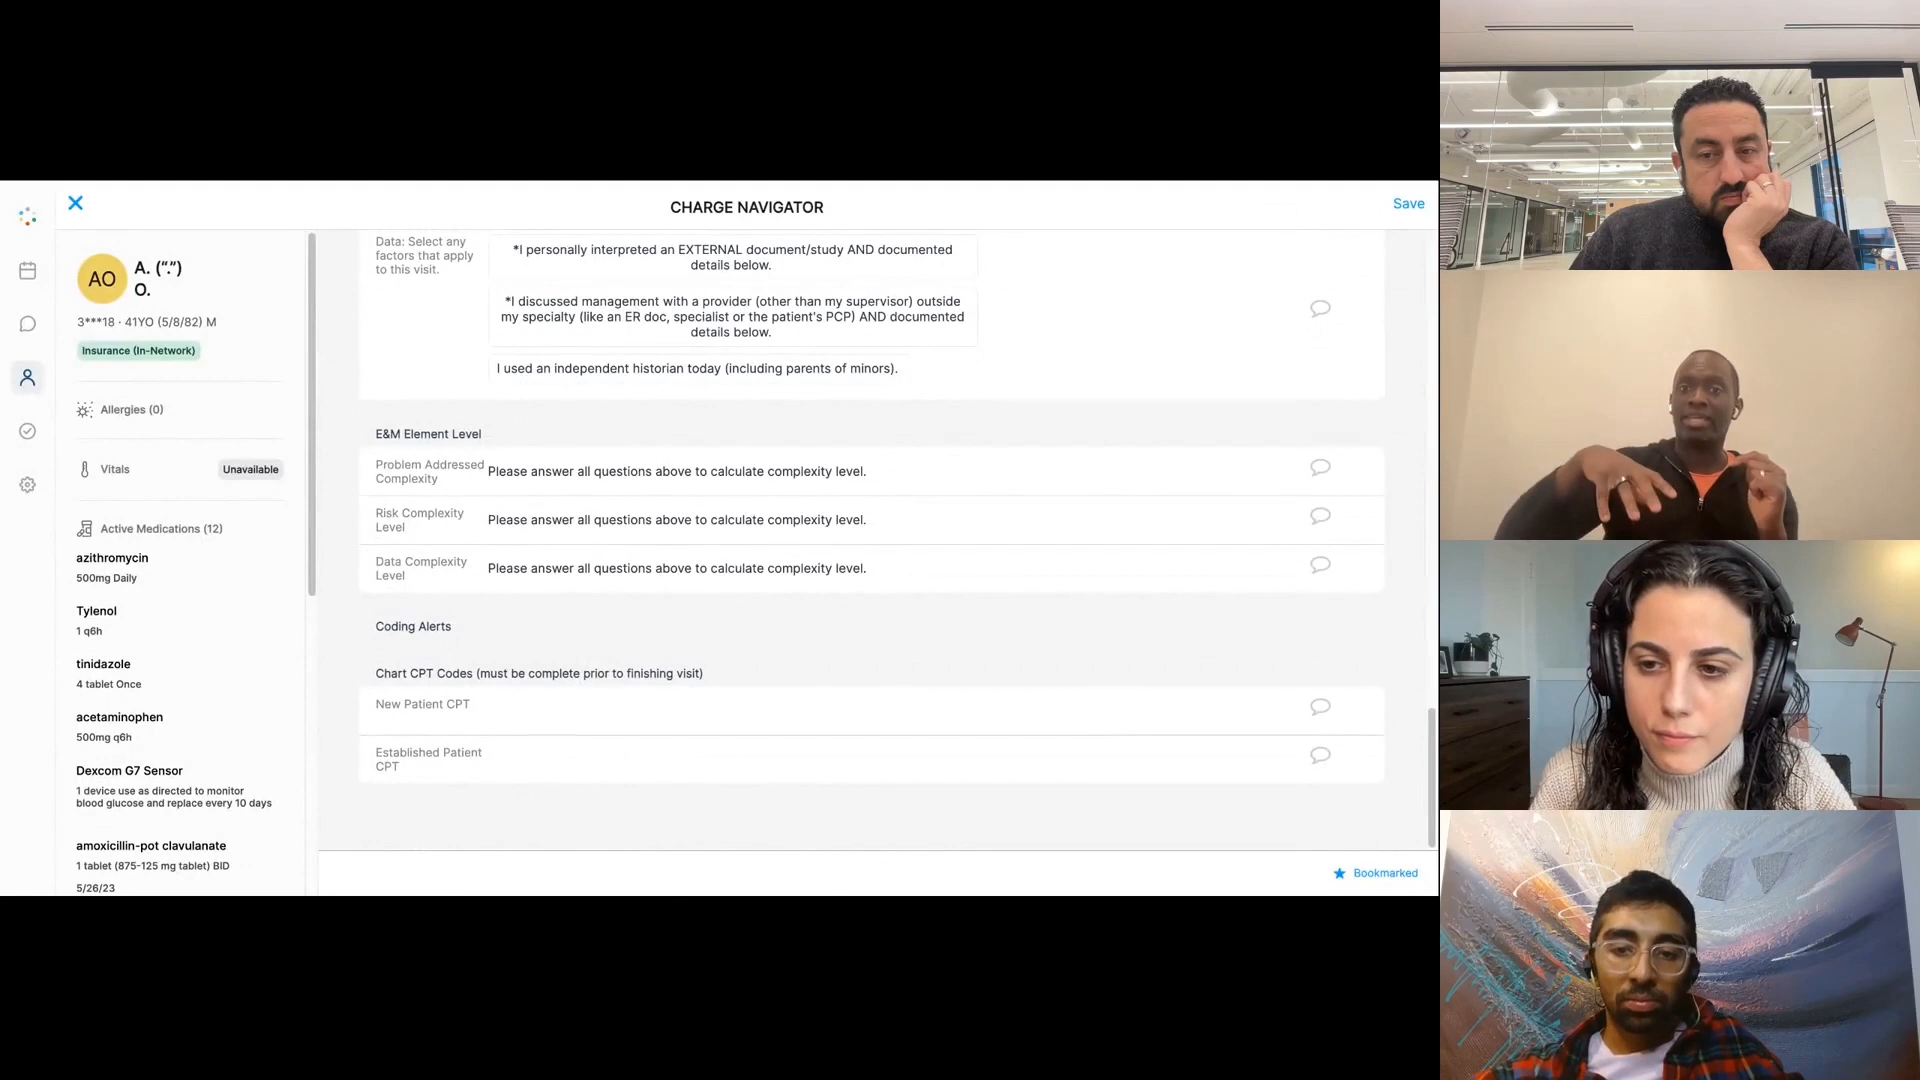 CHARGE NAVIGATOR
Save
AO
A. (“.”)
O.
3***18 · 41YO (5/8/82) M
Insurance (In-Network)
Allergies (0)
Vitals
Unavailable
Active Medications (12)
azithromycin
500mg Daily
Tylenol
1 q6h
tinidazole
4 tablet Once
acetaminophen
500mg q6h
Dexcom G7 Sensor
1 device use as directed to monitor
blood glucose and replace every 10 days
amoxicillin-pot clavulanate
1 tablet (875-125 mg tablet) BID
5/26/23
Data: Select any
factors that apply
to this visit.
*I personally interpreted an EXTERNAL document/study AND documented
details below.
*I discussed management with a provider (other than my supervisor) outside
my specialty (like an ER doc, specialist or the patient's PCP) AND documented
details below.
I used an independent historian today (including parents of minors).
E&M Element Level
Problem Addressed
Complexity
Please answer all questions above to calculate complexity level.
Risk Complexity
Level
Please answer all questions above to calculate complexity level.
Data Complexity
Level
Please answer all questions above to calculate complexity level.
Coding Alerts
Chart CPT Codes (must be complete prior to finishing visit)
New Patient CPT
Established Patient
CPT
Bookmarked